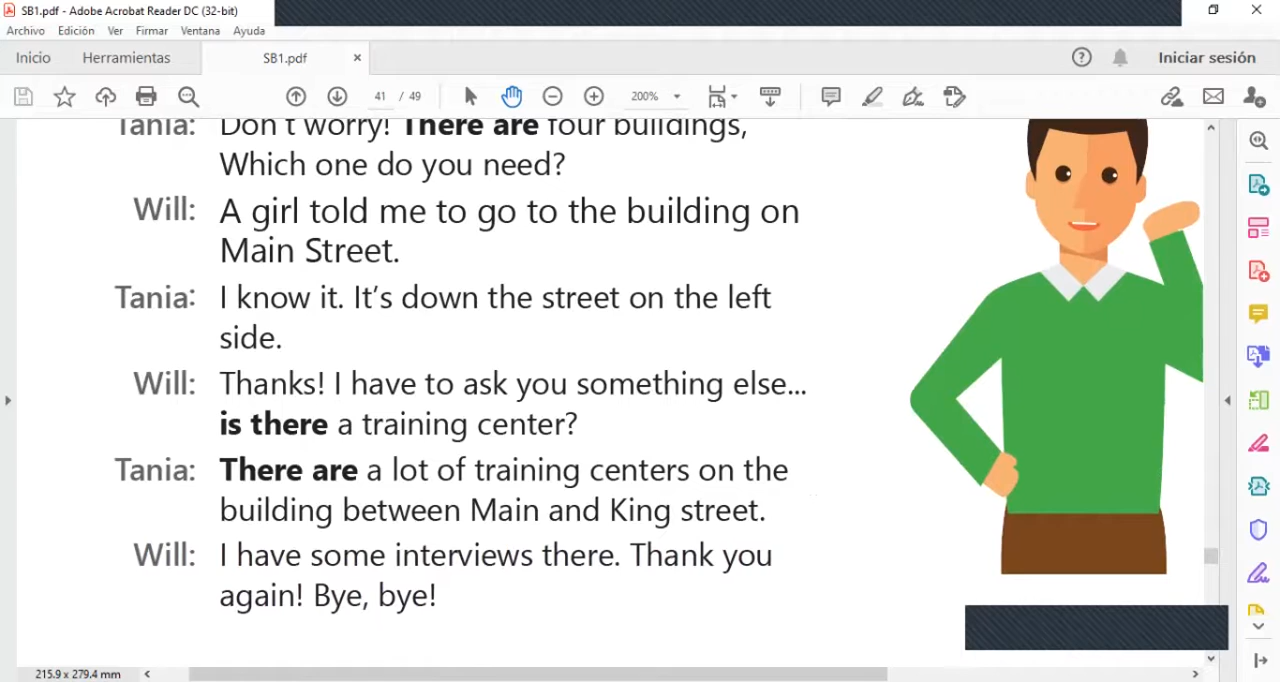 SB1.pdf - Adobe Acrobat Reader DC (32-bit)
Archivo Edición Ver Firmar Ventana Ayuda
Inicio Herramientas SB1.pdf × Iniciar sesión
41 / 49 200%
Tania: Don't worry! There are four buildings,
Which one do you need?
Will: A girl told me to go to the building on
Main Street.
Tania: I know it. It's down the street on the left
side.
Will: Thanks! I have to ask you something else...
is there a training center?
Tania: There are a lot of training centers on the
building between Main and King street.
Will: I have some interviews there. Thank you
again! Bye, bye!
215.9 x 279.4 mm